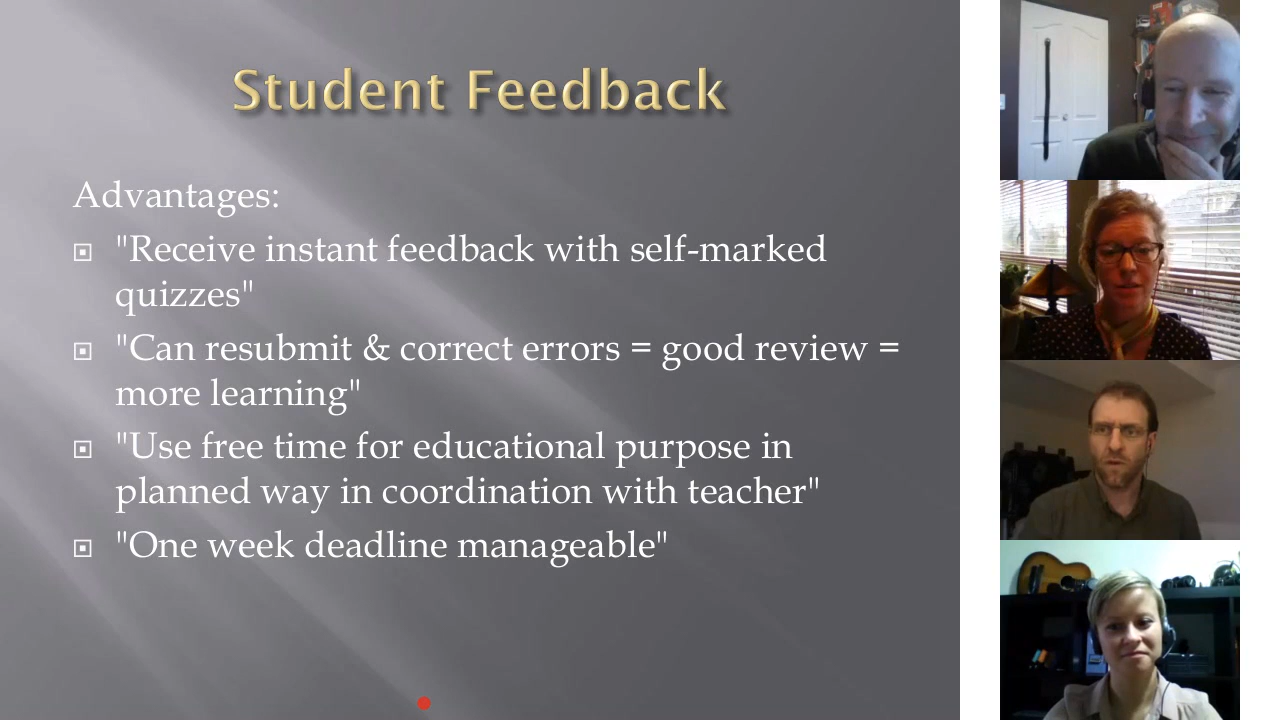 Student Feedback
Advantages:
"Receive instant feedback with self-marked
quizzes"
"Can resubmit & correct errors = good review =
more learning"
"Use free time for educational purpose in
planned way in coordination with teacher"
"One week deadline manageable"